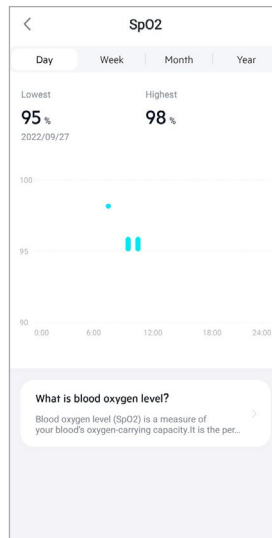 SpO2
Day Week Month Year
Lowest Highest
95 % 98 %
2022/09/27
100
95
90
0:00 6:00 12:00 18:00 24:00
What is blood oxygen level?
Blood oxygen level (SpO2) is a measure of
your blood's oxygen-carrying capacity.It is the per...